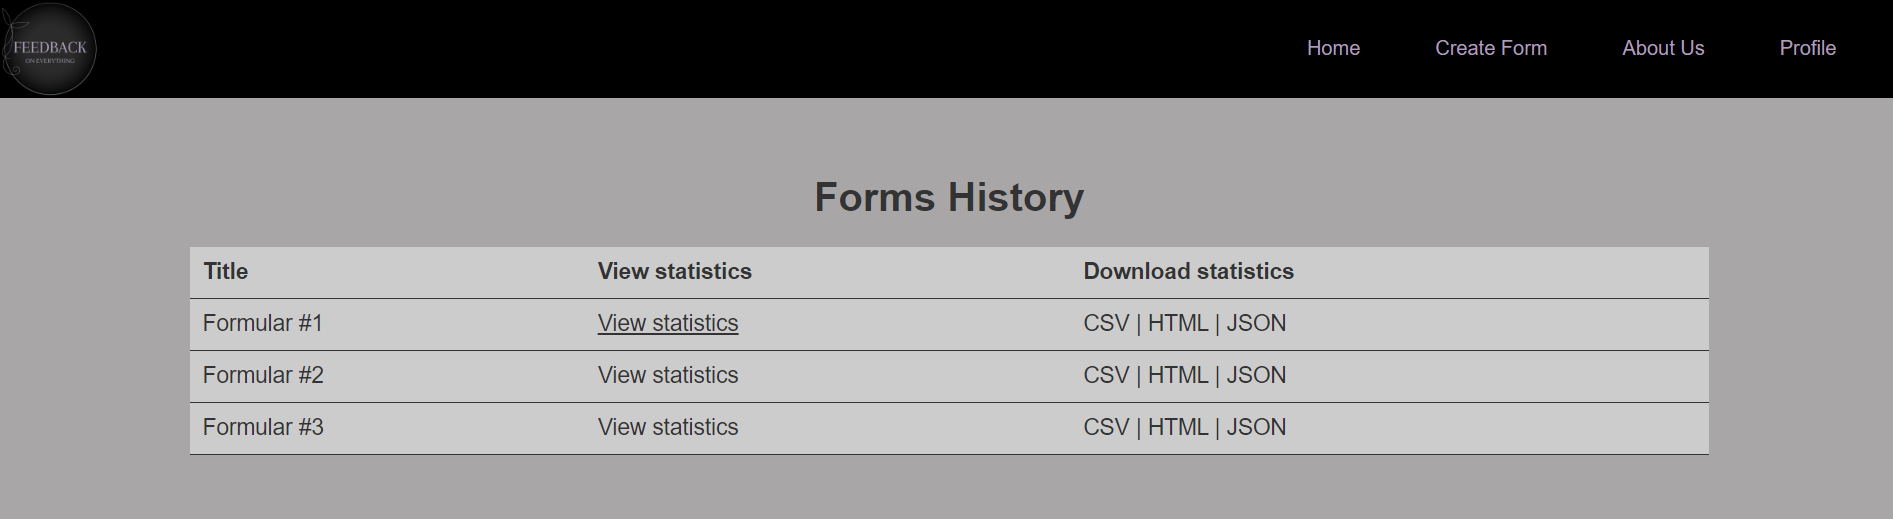 FEEDBACK
ON EVERYTHING
Home Create Form About Us Profile
Forms History
Title View statistics Download statistics
Formular #1 View statistics CSV | HTML | JSON
Formular #2 View statistics CSV | HTML | JSON
Formular #3 View statistics CSV | HTML | JSON